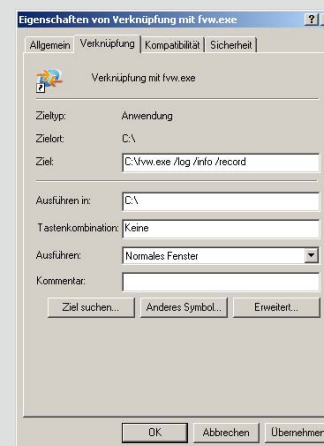 Eigenschaften von Verknüpfung mit fvw.exe
Allgemein Verknüpfung Kompatibilität Sicherheit
Verknüpfung mit fvw.exe
Zieltyp: Anwendung
Zielort: C:\
Ziel: C:\fvw.exe /log /info /record
Ausführen in: C:\
Tastenkombination: Keine
Ausführen: Normales Fenster
Kommentar:
Ziel suchen... Anderes Symbol... Erweitert...
OK Abbrechen Übernehmen